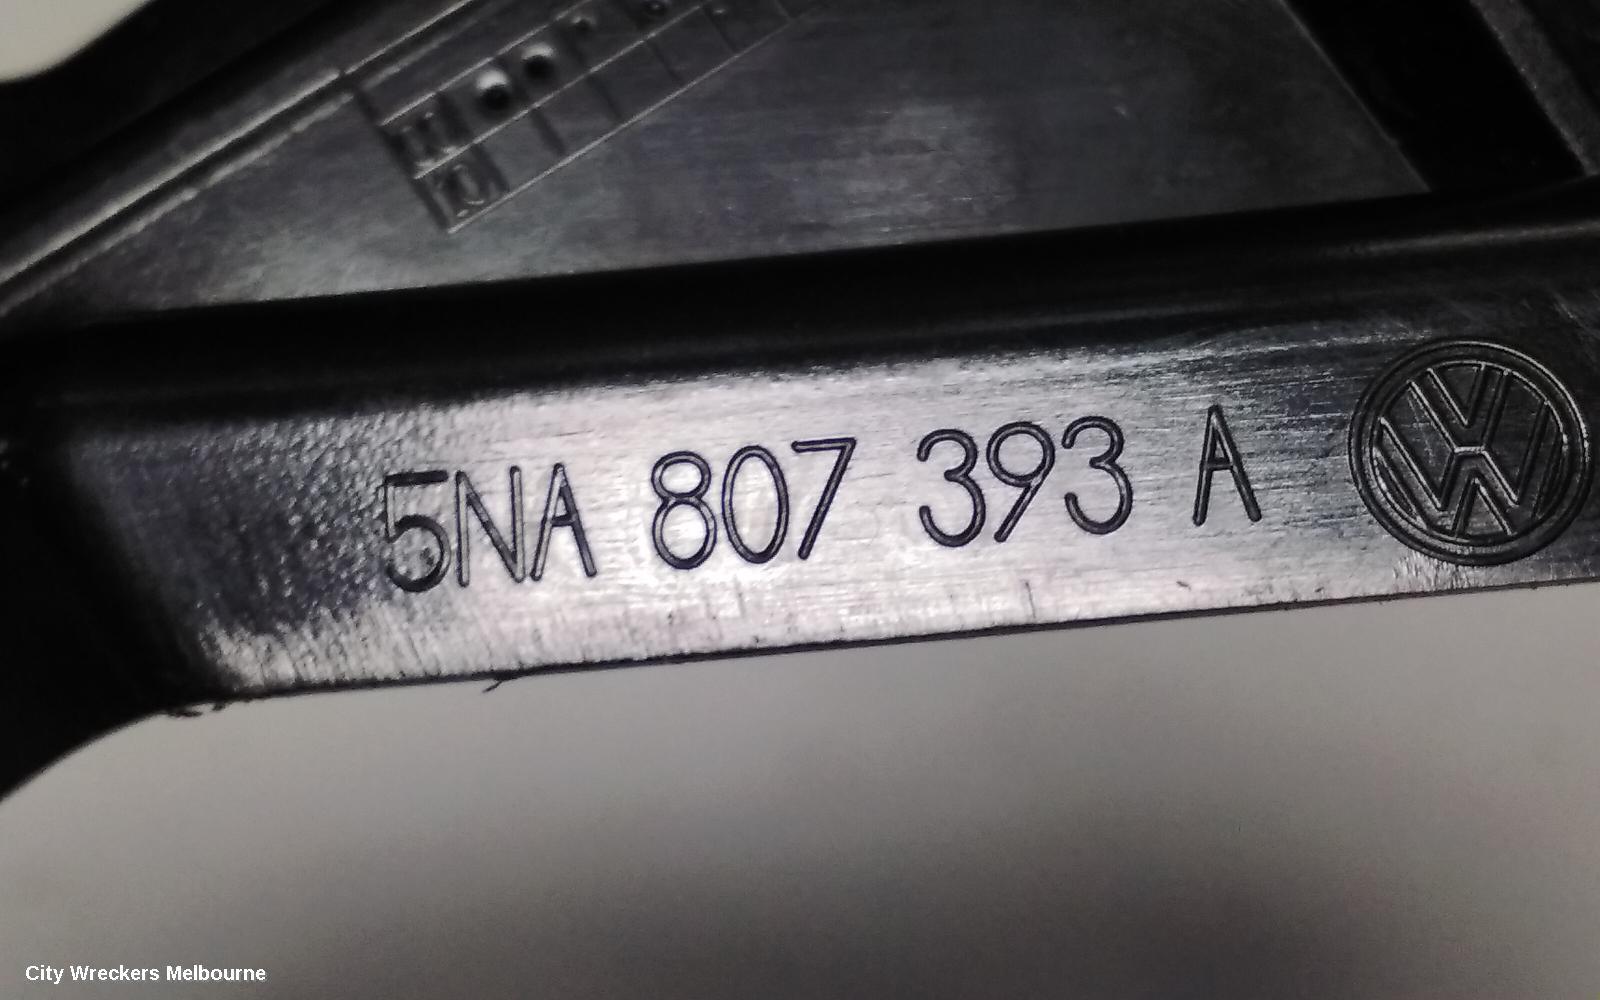 5NA 807 393 A
City Wreckers Melbourne